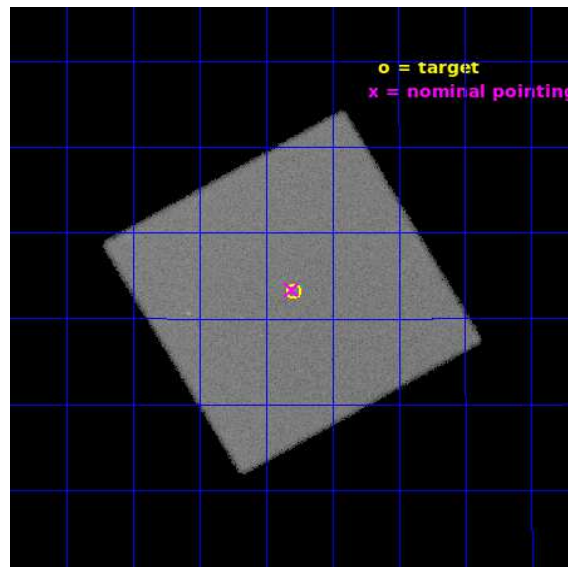 o = target
x = nominal pointing